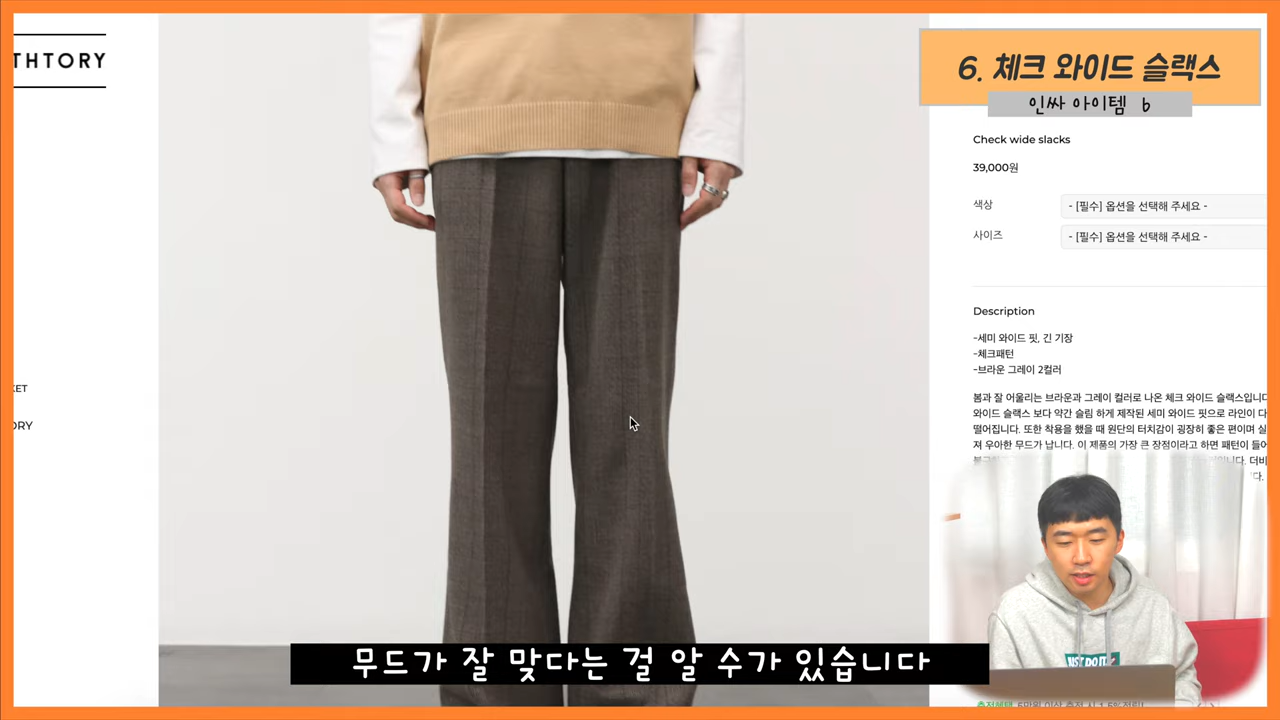 THTORY
6. 체크 와이드 슬랙스
인싸 아이템 6
Check wide slacks
39,000원
색상
- [필수] 옵션을 선택해 주세요 -
사이즈
- [필수] 옵션을 선택해 주세요 -
Description
-세미 와이드 핏, 긴 기장
-체크패턴
-브라운 그레이 2컬러
봄과 잘 어울리는 브라운과 그레이 컬러로 나온 체크 와이드 슬랙스입니다
와이드 슬랙스 보다 약간 슬림 하게 제작된 세미 와이드 핏으로 라인이 다
떨어집니다. 또한 착용을 했을 때 원단의 터치감이 굉장히 좋은 편이며 실
져 우아한 무드가 납니다. 이 제품의 가장 큰 장점이라고 하면 패턴이 들어
더비
다.
KET
ORY
JUST DO IT.
무드가 잘 맞다는 걸 알 수가 있습니다